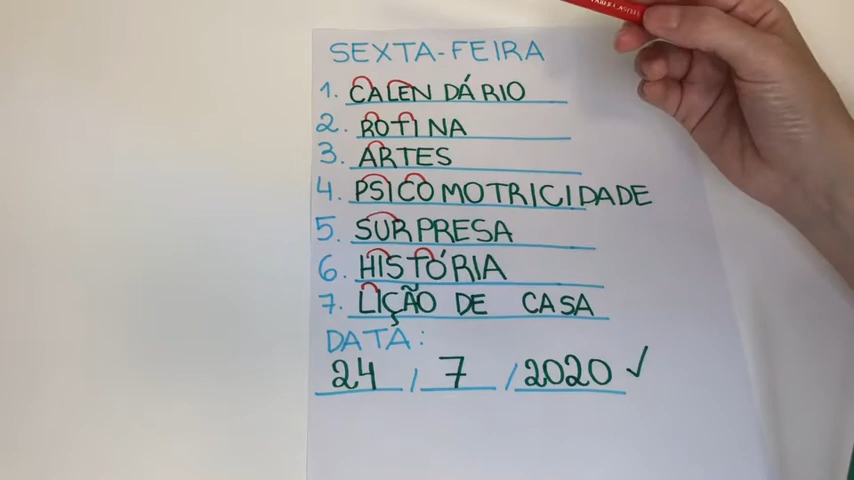 SEXTA-FEIRA
1. CALENDÁRIO
2. ROTINA
3. ARTES
4. PSICOMOTRICIDADE
5. SURPRESA
6. HISTÓRIA
7. LIÇÃO DE CASA
DATA:
24 / 7 / 2020 ✓